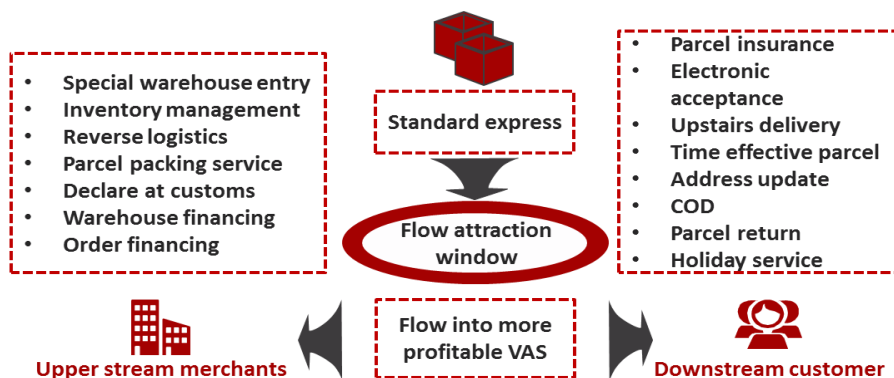 • Special warehouse entry
• Inventory management
• Reverse logistics
• Parcel packing service
• Declare at customs
• Warehouse financing
• Order financing
Upper stream merchants
Standard express
Flow attraction
window
Flow into more
profitable VAS
• Parcel insurance
• Electronic
acceptance
• Upstairs delivery
• Time effective parcel
• Address update
• COD
• Parcel return
• Holiday service
Downstream customer